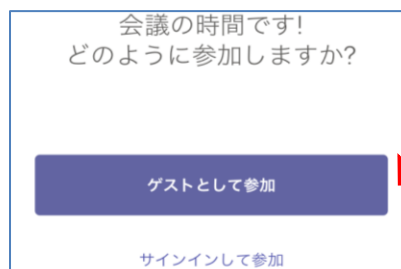 会議の時間です!
どのように参加しますか?
ゲストとして参加
サインインして参加